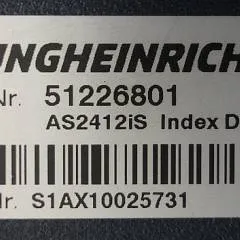 UNGHEINRICH
Nr. 51226801
AS2412iS Index D
Nr. S1AX10025731